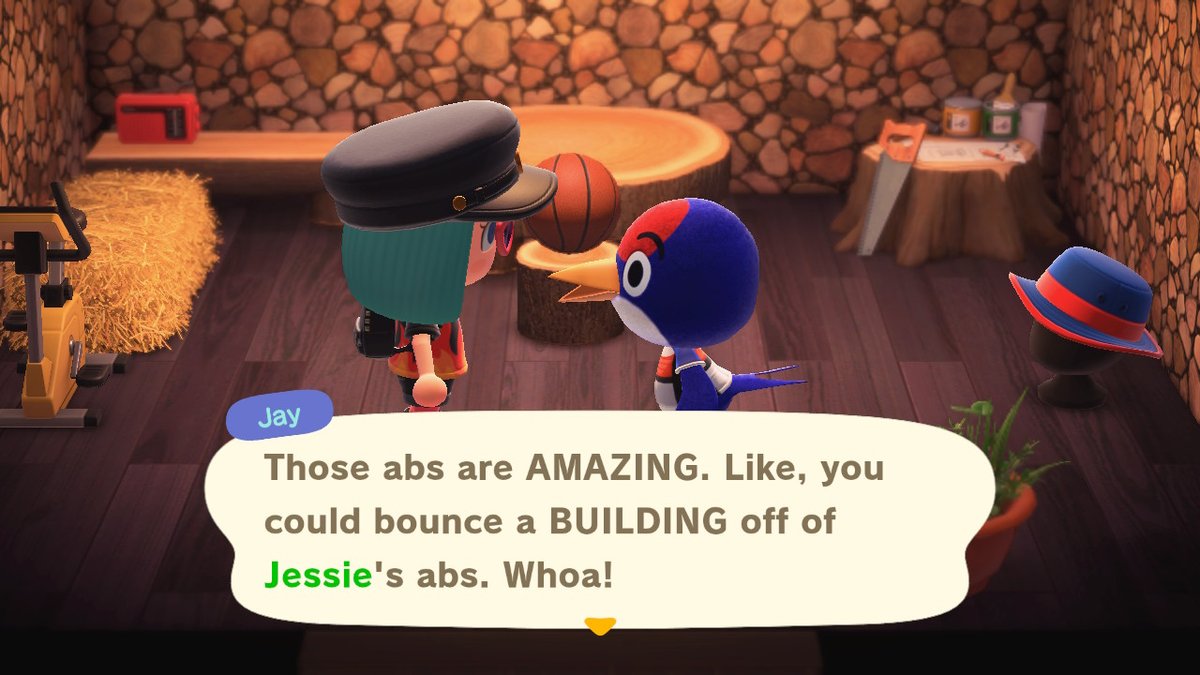 Jay
Those abs are AMAZING. Like, you
could bounce a BUILDING off of
Jessie's abs. Whoa!